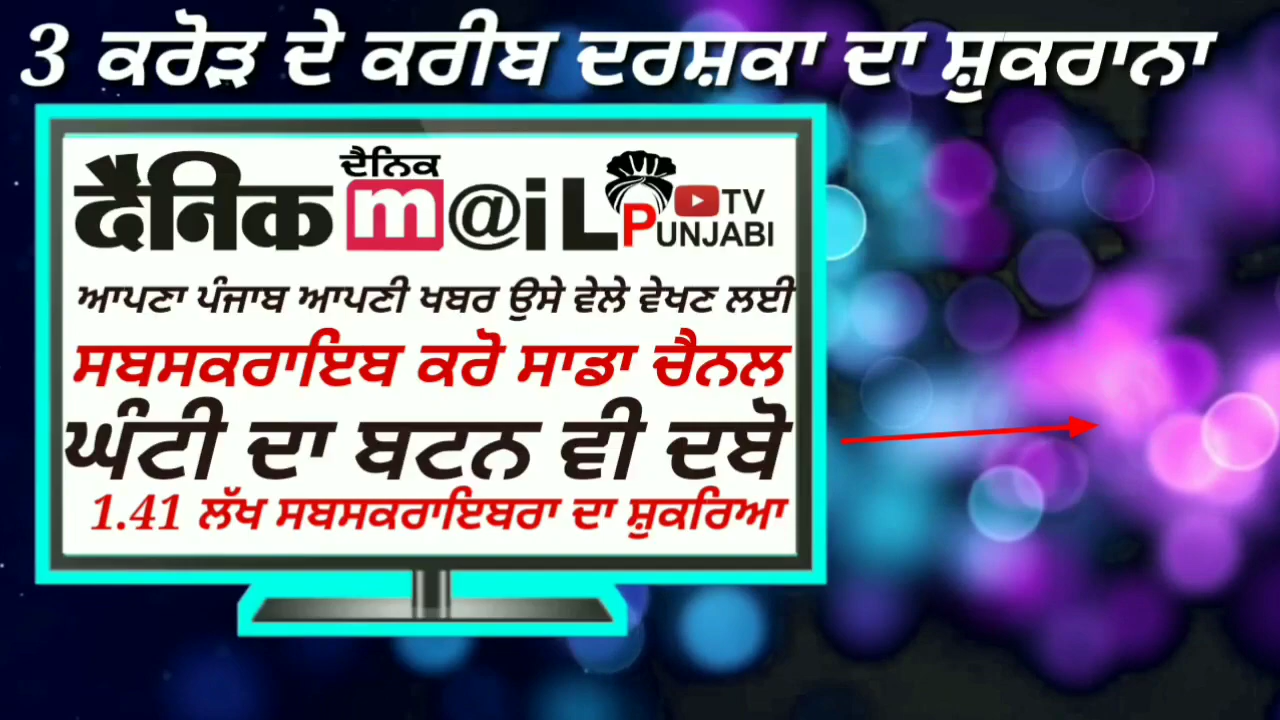 3 ਕਰੋੜ ਦੇ ਕਰੀਬ ਦਰਸ਼ਕਾ ਦਾ ਸ਼ੁਕਰਾਨਾ
दैनिक ਦੈਨਿਕ m@iL PUNJABI TV
ਆਪਣਾ ਪੰਜਾਬ ਆਪਣੀ ਖਬਰ ਉਸੇ ਵੇਲੇ ਵੇਖਣ ਲਈ
ਸਬਸਕਰਾਇਬ ਕਰੋ ਸਾਡਾ ਚੈਨਲ
ਘੰਟੀ ਦਾ ਬਟਨ ਵੀ ਦਬੋ
1.41 ਲੱਖ ਸਬਸਕਰਾਇਬਰਾ ਦਾ ਸ਼ੁਕਰਿਆ